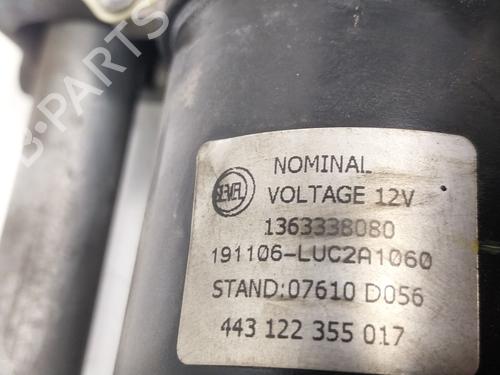 B-PARTS
NOMINAL
VOLTAGE 12V
1363338080
191106-LUC2A1060
STAND:07610 D056
443 122 355 017